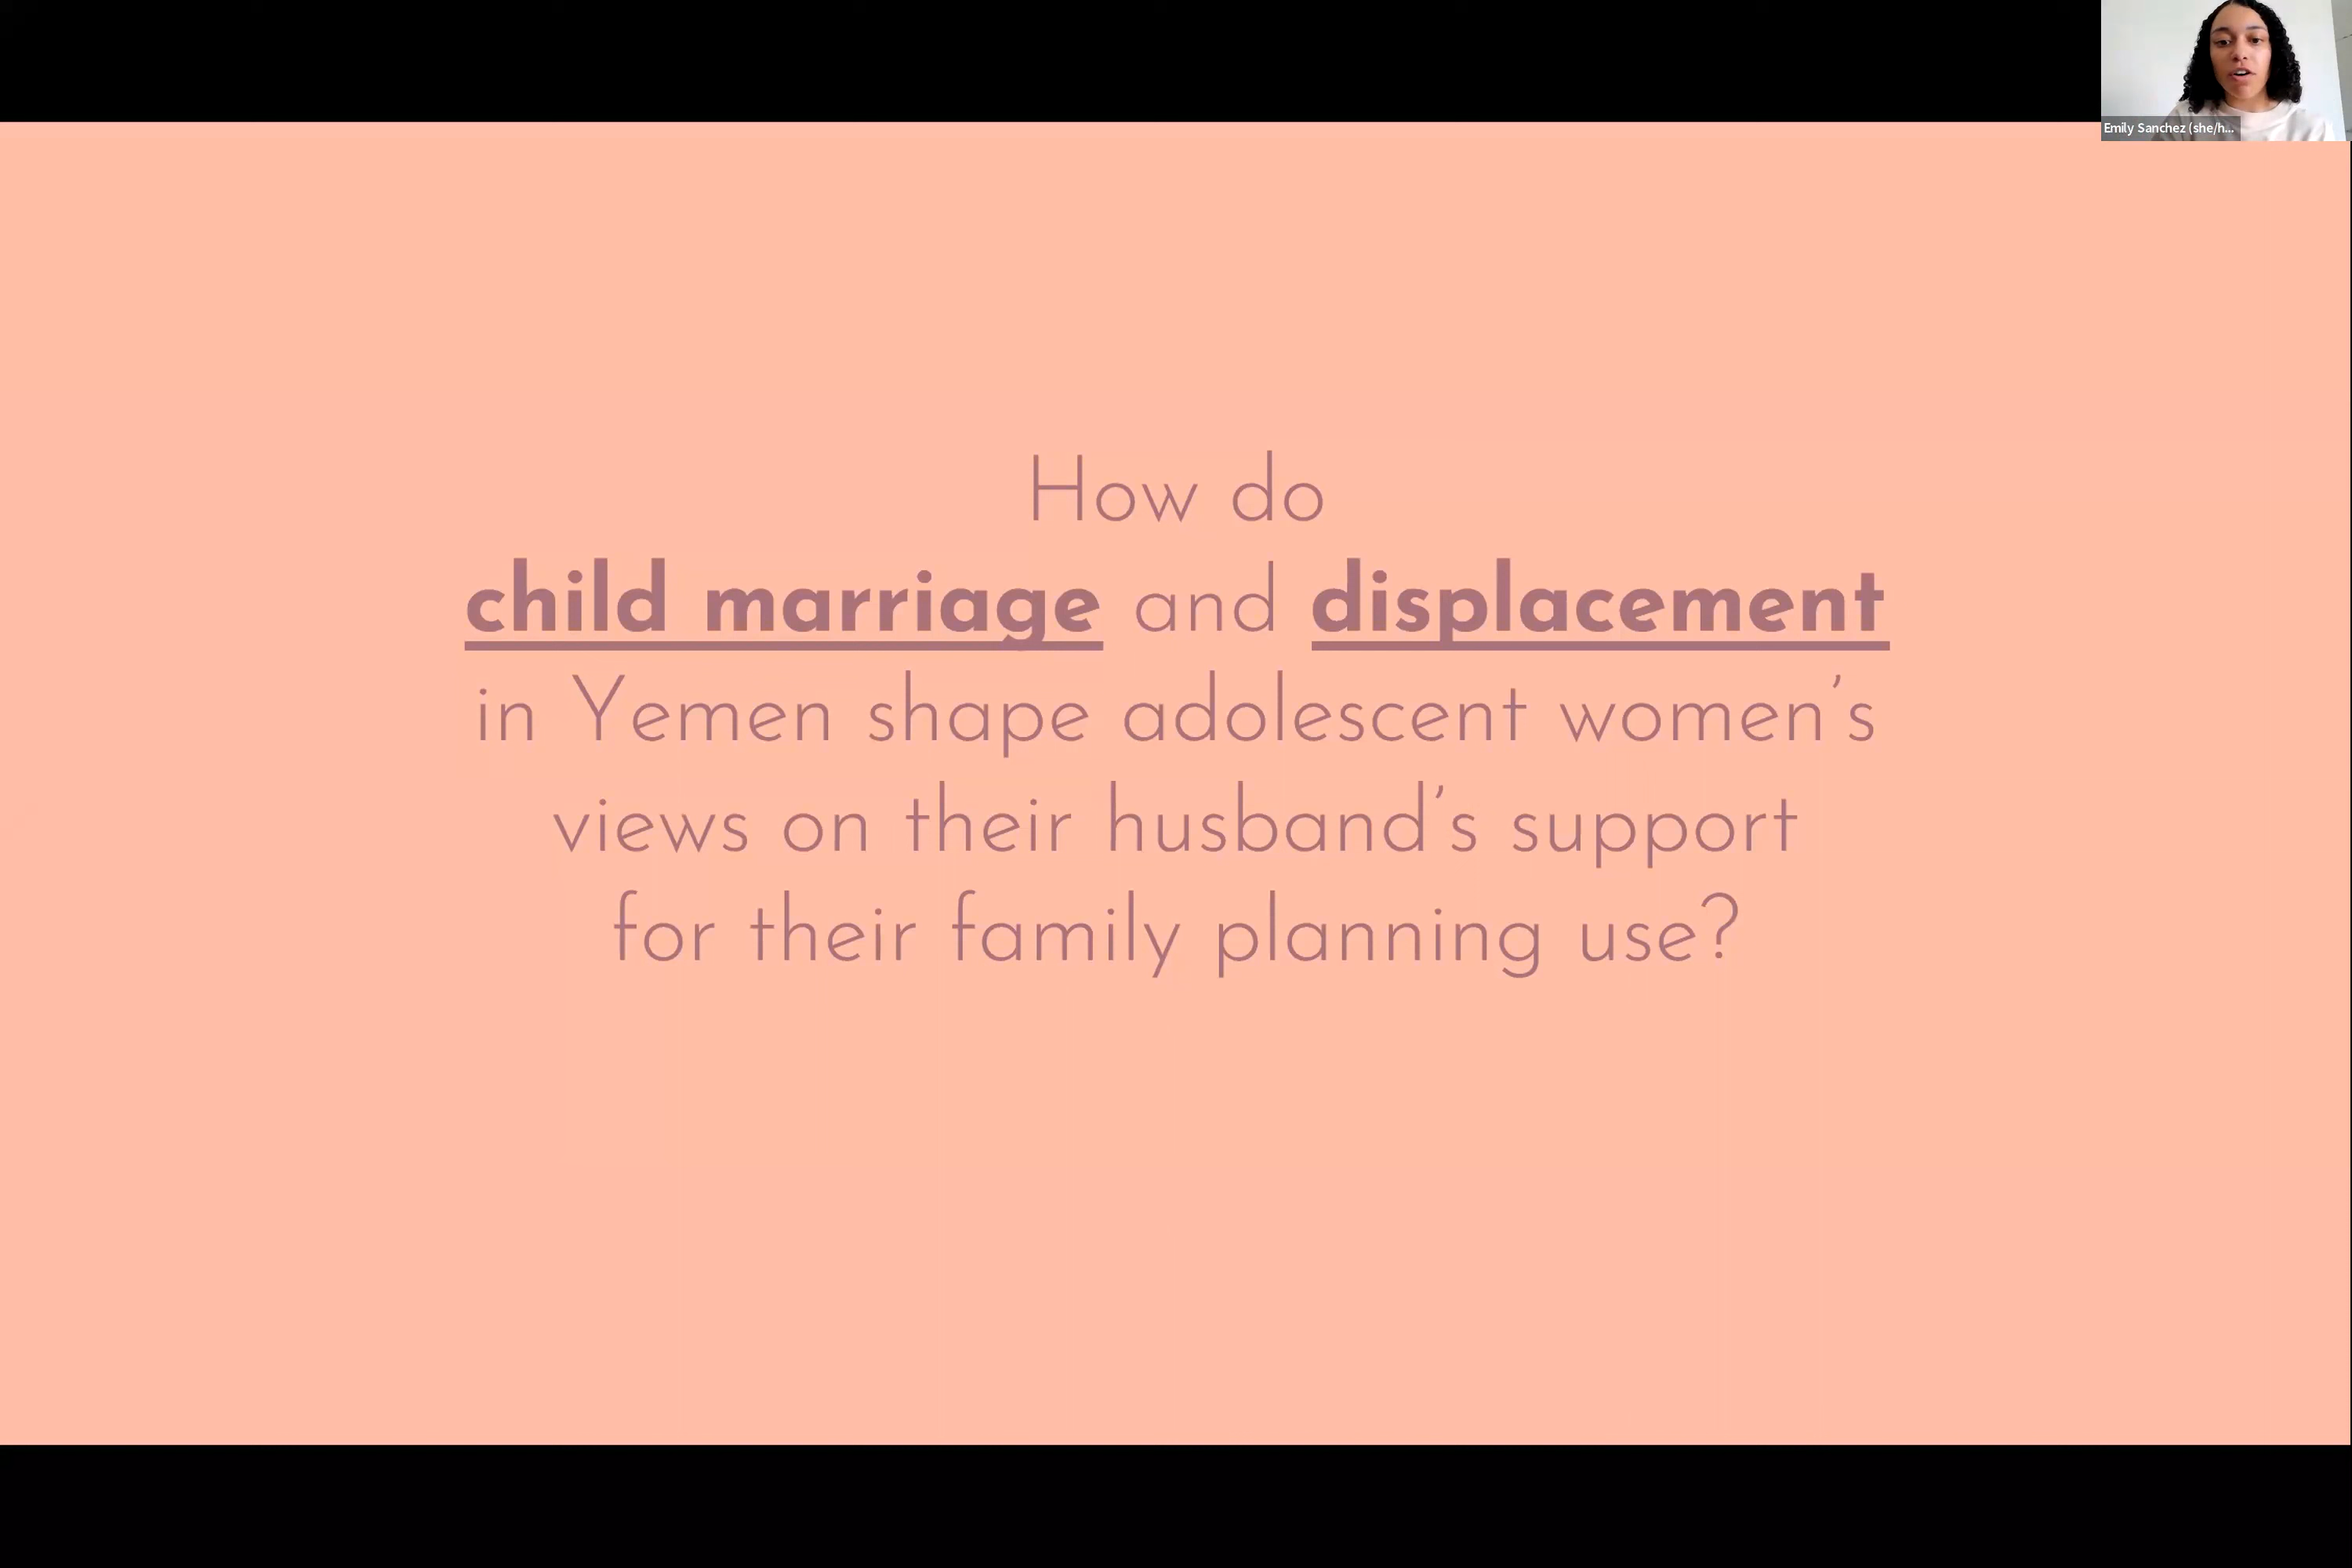 How do
child marriage and displacement
in Yemen shape adolescent women’s
views on their husband’s support
for their family planning use?
Emily Sanchez (she/h...